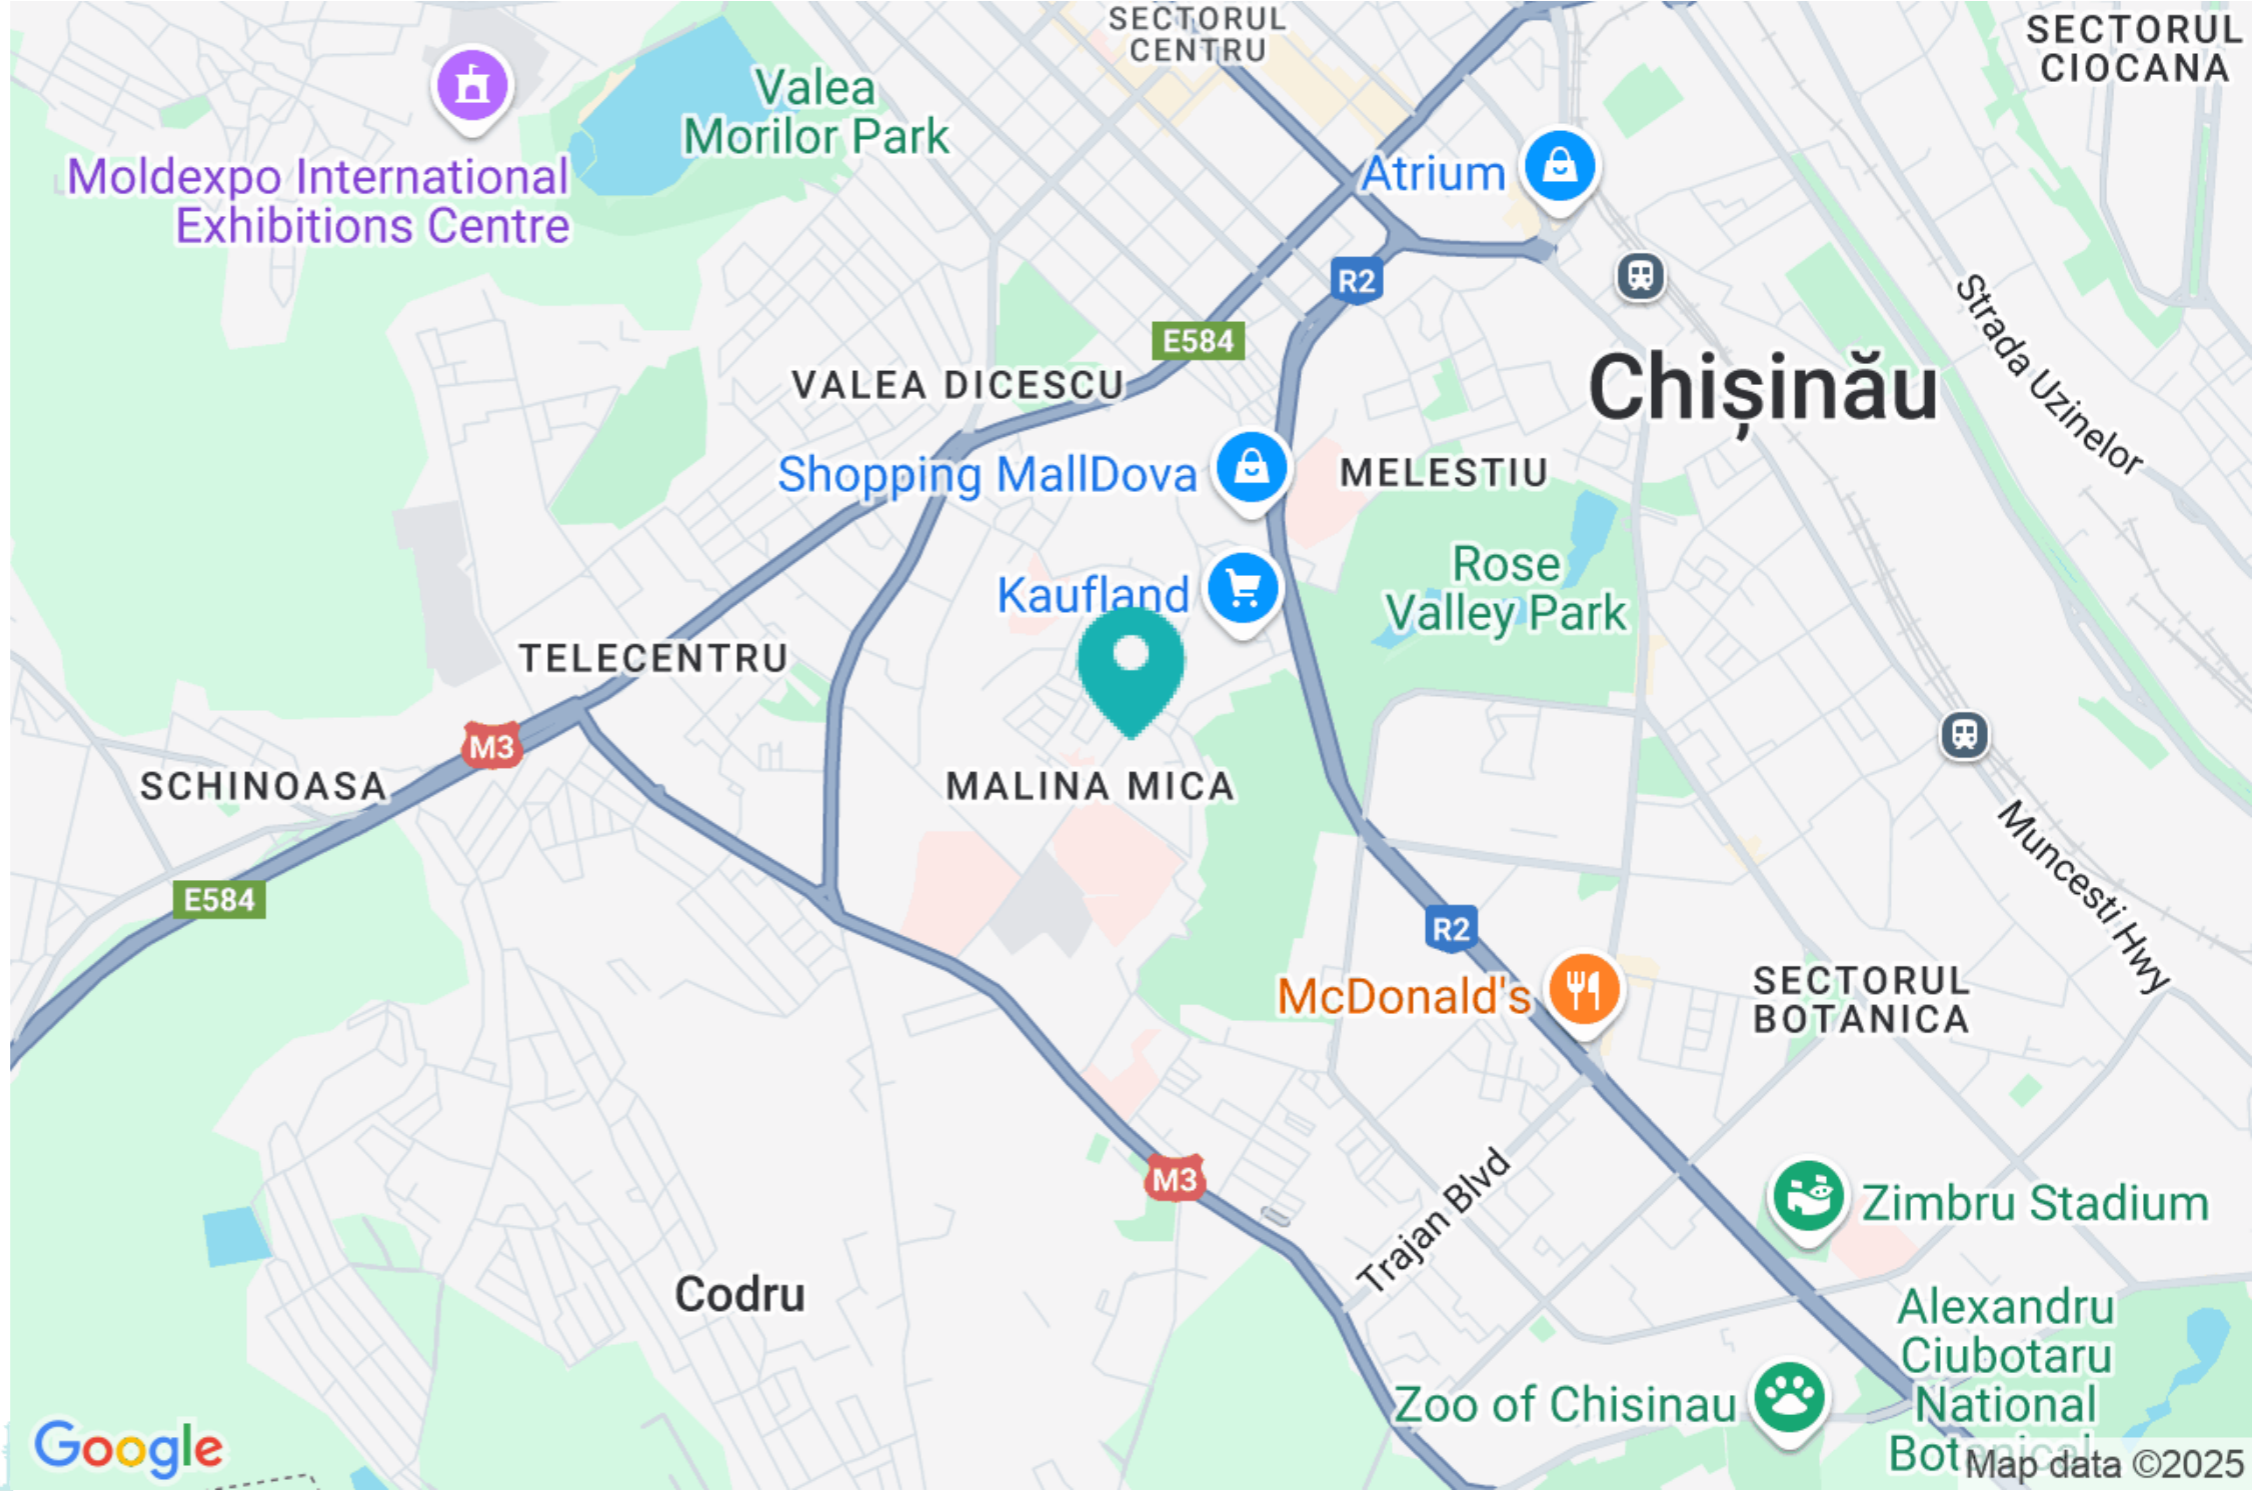 SECTORUL
CENTRU
SECTORUL
CIOCANA
Valea
Morilor Park
Moldexpo International
Exhibitions Centre
Atrium
R2
Strada Uzinelor
E584
Chișinău
VALEA DICESCU
Shopping MallDova
MELESTIU
Rose
Valley Park
Kaufland
TELECENTRU
M3
SCHINOASA
MALINA MICA
E584
Muncesti Hwy
R2
McDonald's
SECTORUL
BOTANICA
M3
Trajan Blvd
Zimbru Stadium
Codru
Alexandru
Ciubotaru
National
Botanical
Zoo of Chisinau
Google
Map data ©2025